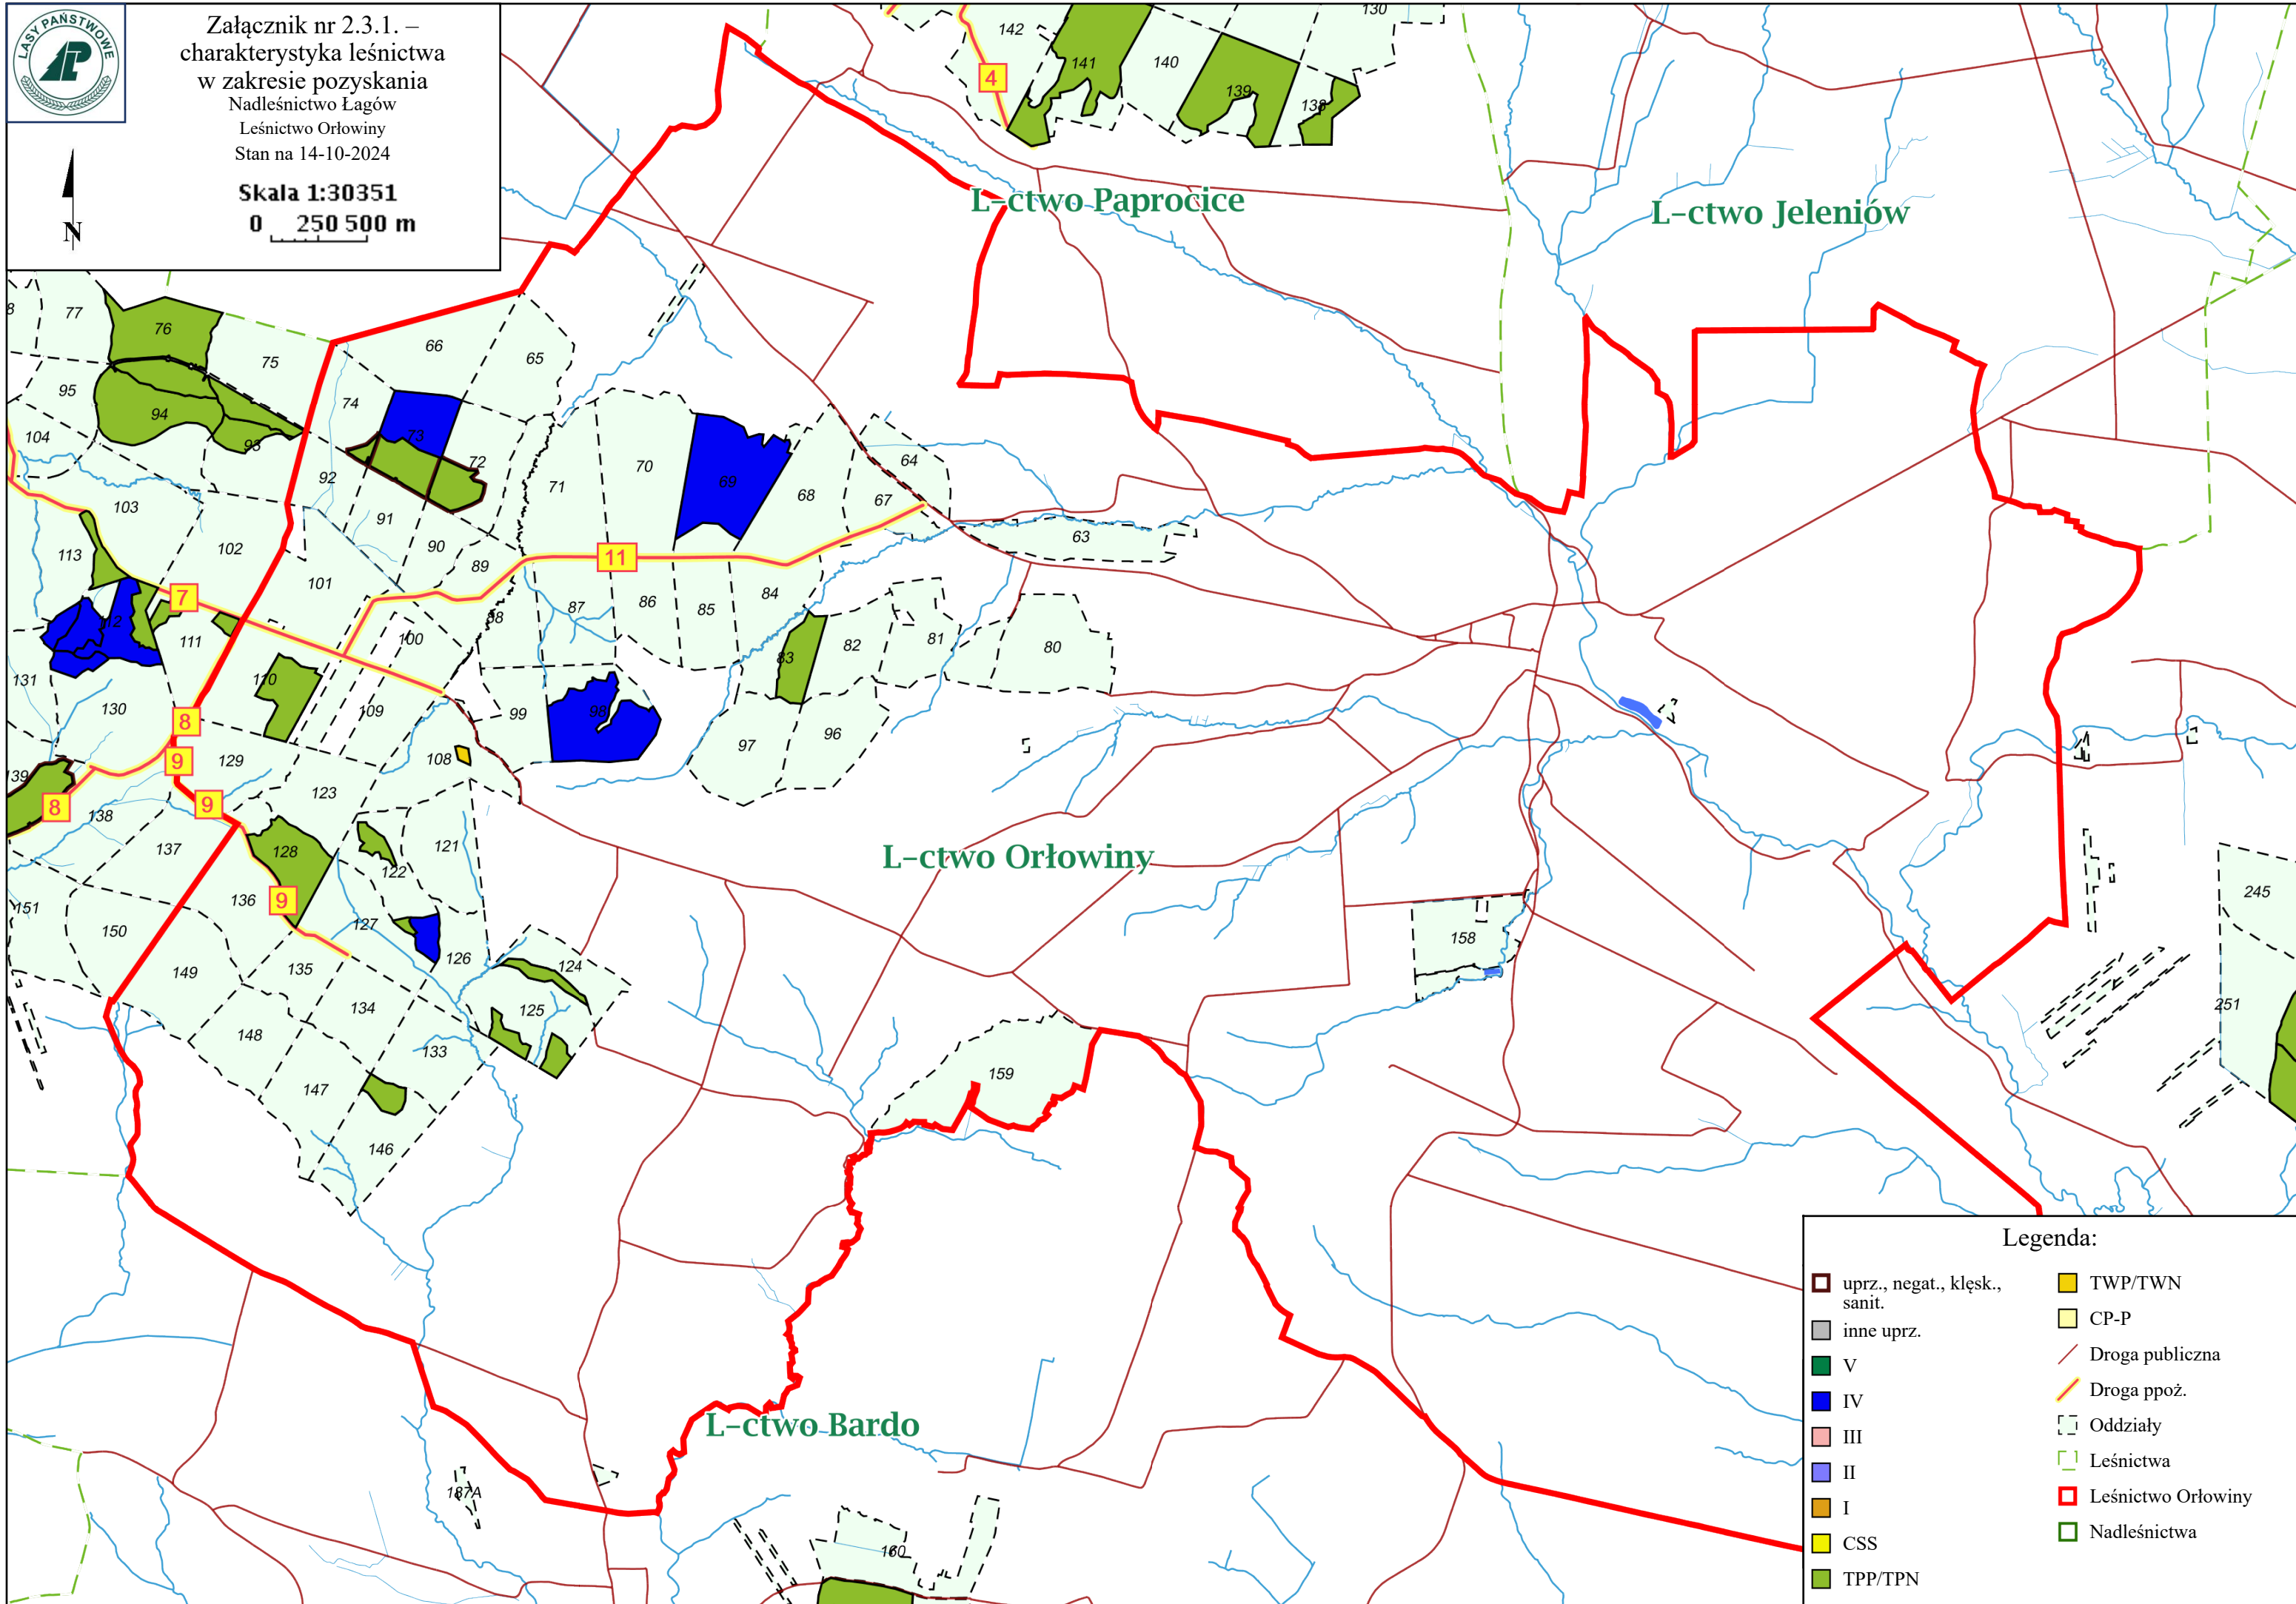 LASY PAŃSTWOWE
Załącznik nr 2.3.1. –
charakterystyka leśnictwa
w zakresie pozyskania
Nadleśnictwo Łagów
Leśnictwo Orłowiny
Stan na 14-10-2024
Skala 1:30351
0 250 500 m
N
130
142
141
140
139
138
4
L-ctwo Paprocice
L-ctwo Jeleniów
8
77
76
75
66
65
95
94
93
74
73
72
104
92
103
102
91
90
89
71
70
69
68
67
64
63
113
101
11
7
111
100
88
87
86
85
84
83
82
81
80
131
130
110
109
99
98
97
96
8
9
129
108
139
8
138
9
123
137
128
122
121
L-ctwo Orłowiny
151
150
136
9
127
126
124
125
158
245
251
149
135
134
148
133
147
146
159
L-ctwo Bardo
187A
160
Legenda:
uprz., negat., klęsk.,
sanit.
inne uprz.
V
IV
III
II
I
CSS
TPP/TPN
TWP/TWN
CP-P
Droga publiczna
Droga ppoż.
Oddziały
Leśnictwa
Leśnictwo Orłowiny
Nadleśnictwa